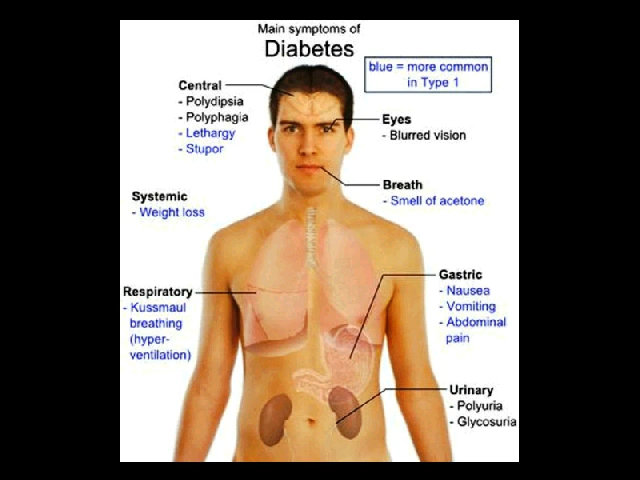 Main symptoms of
Diabetes
blue = more common
in Type 1
Central
- Polydipsia
- Polyphagia
- Lethargy
- Stupor
Eyes
- Blurred vision
Breath
- Smell of acetone
Systemic
- Weight loss
Respiratory
- Kussmaul
breathing
(hyper-
ventilation)
Gastric
- Nausea
- Vomiting
- Abdominal
pain
Urinary
- Polyuria
- Glycosuria